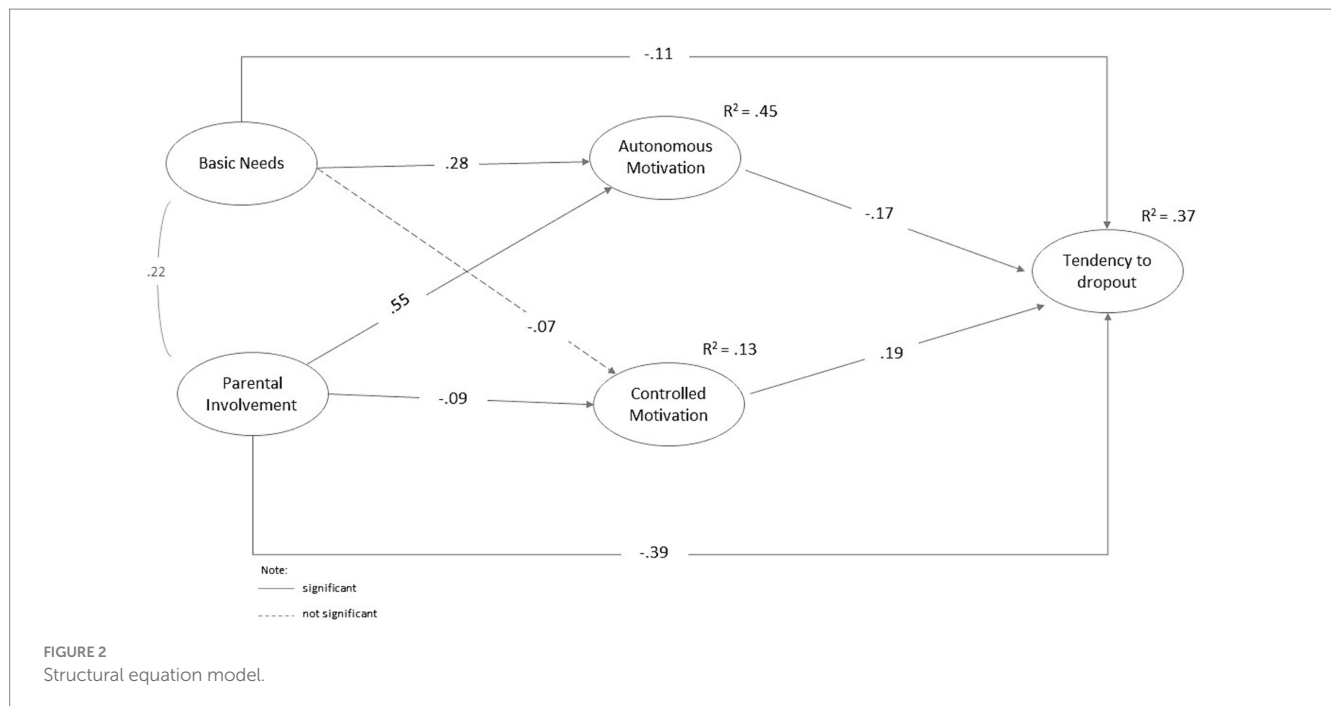 -.11
R² = .45
Basic Needs
.28
Autonomous
Motivation
-.17
R² = .37
Tendency to
dropout
.22
.55
-.07
R² = .13
.19
Parental
Involvement
-.09
Controlled
Motivation
-.39
Note:
significant
not significant
FIGURE 2
Structural equation model.